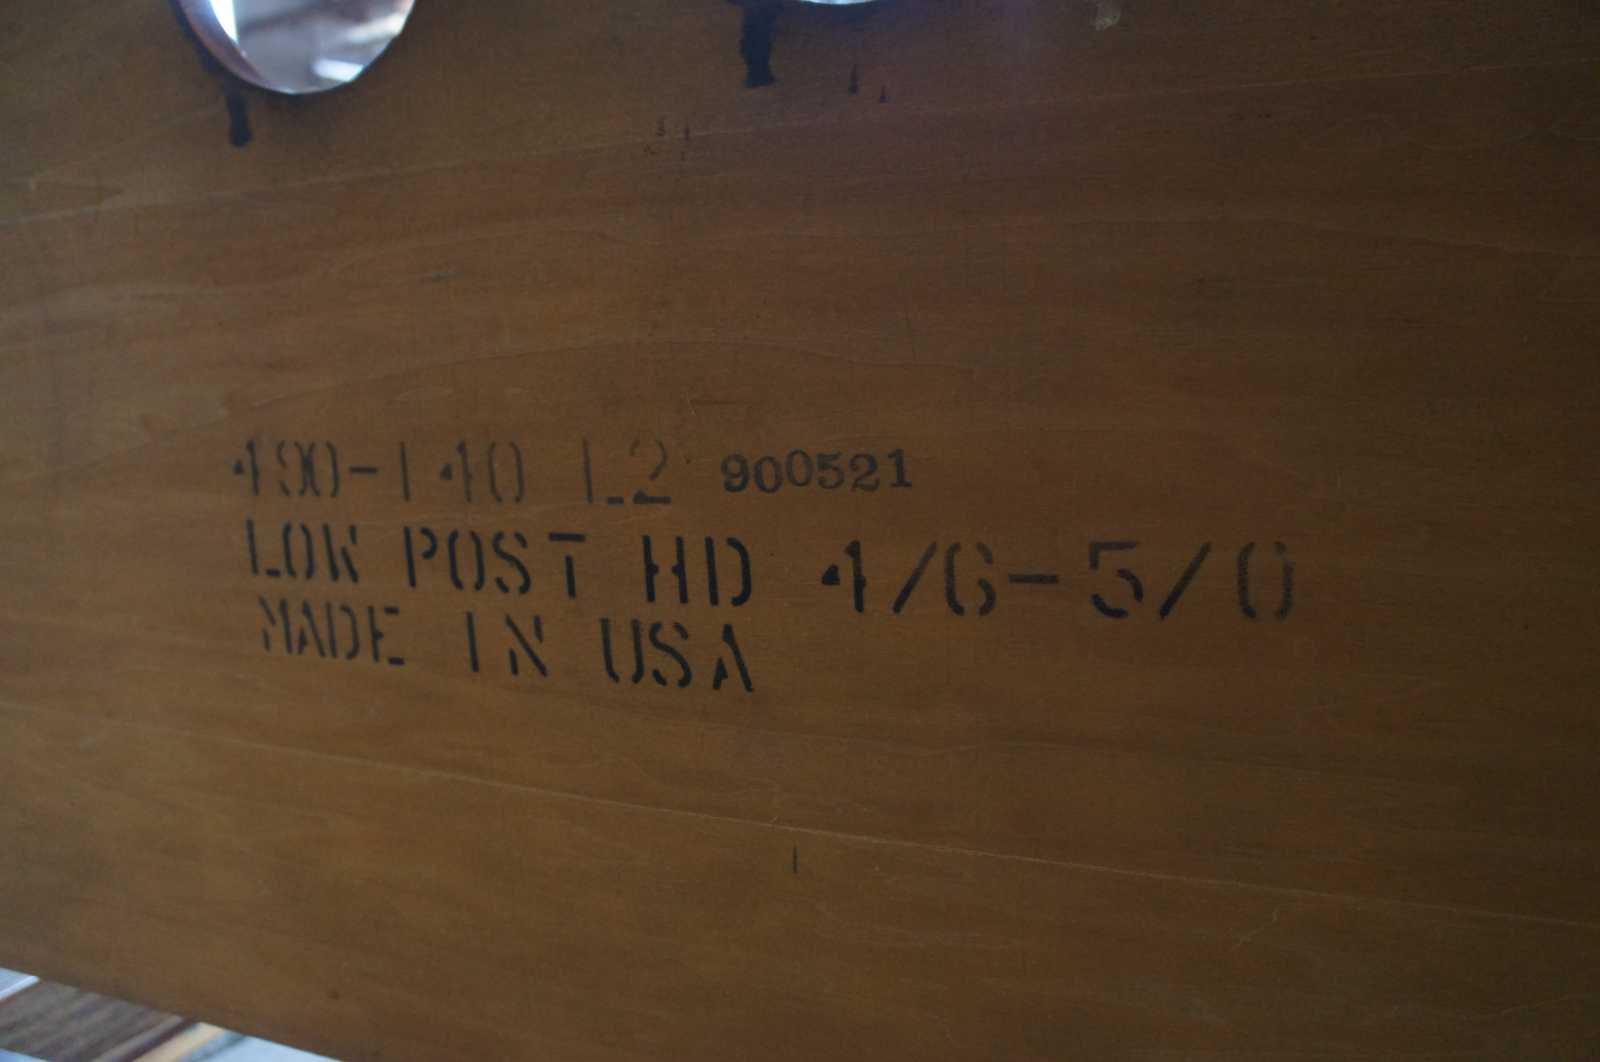 490-140 L2 900521
LOW POST HD 4/6-5/0
MADE IN USA